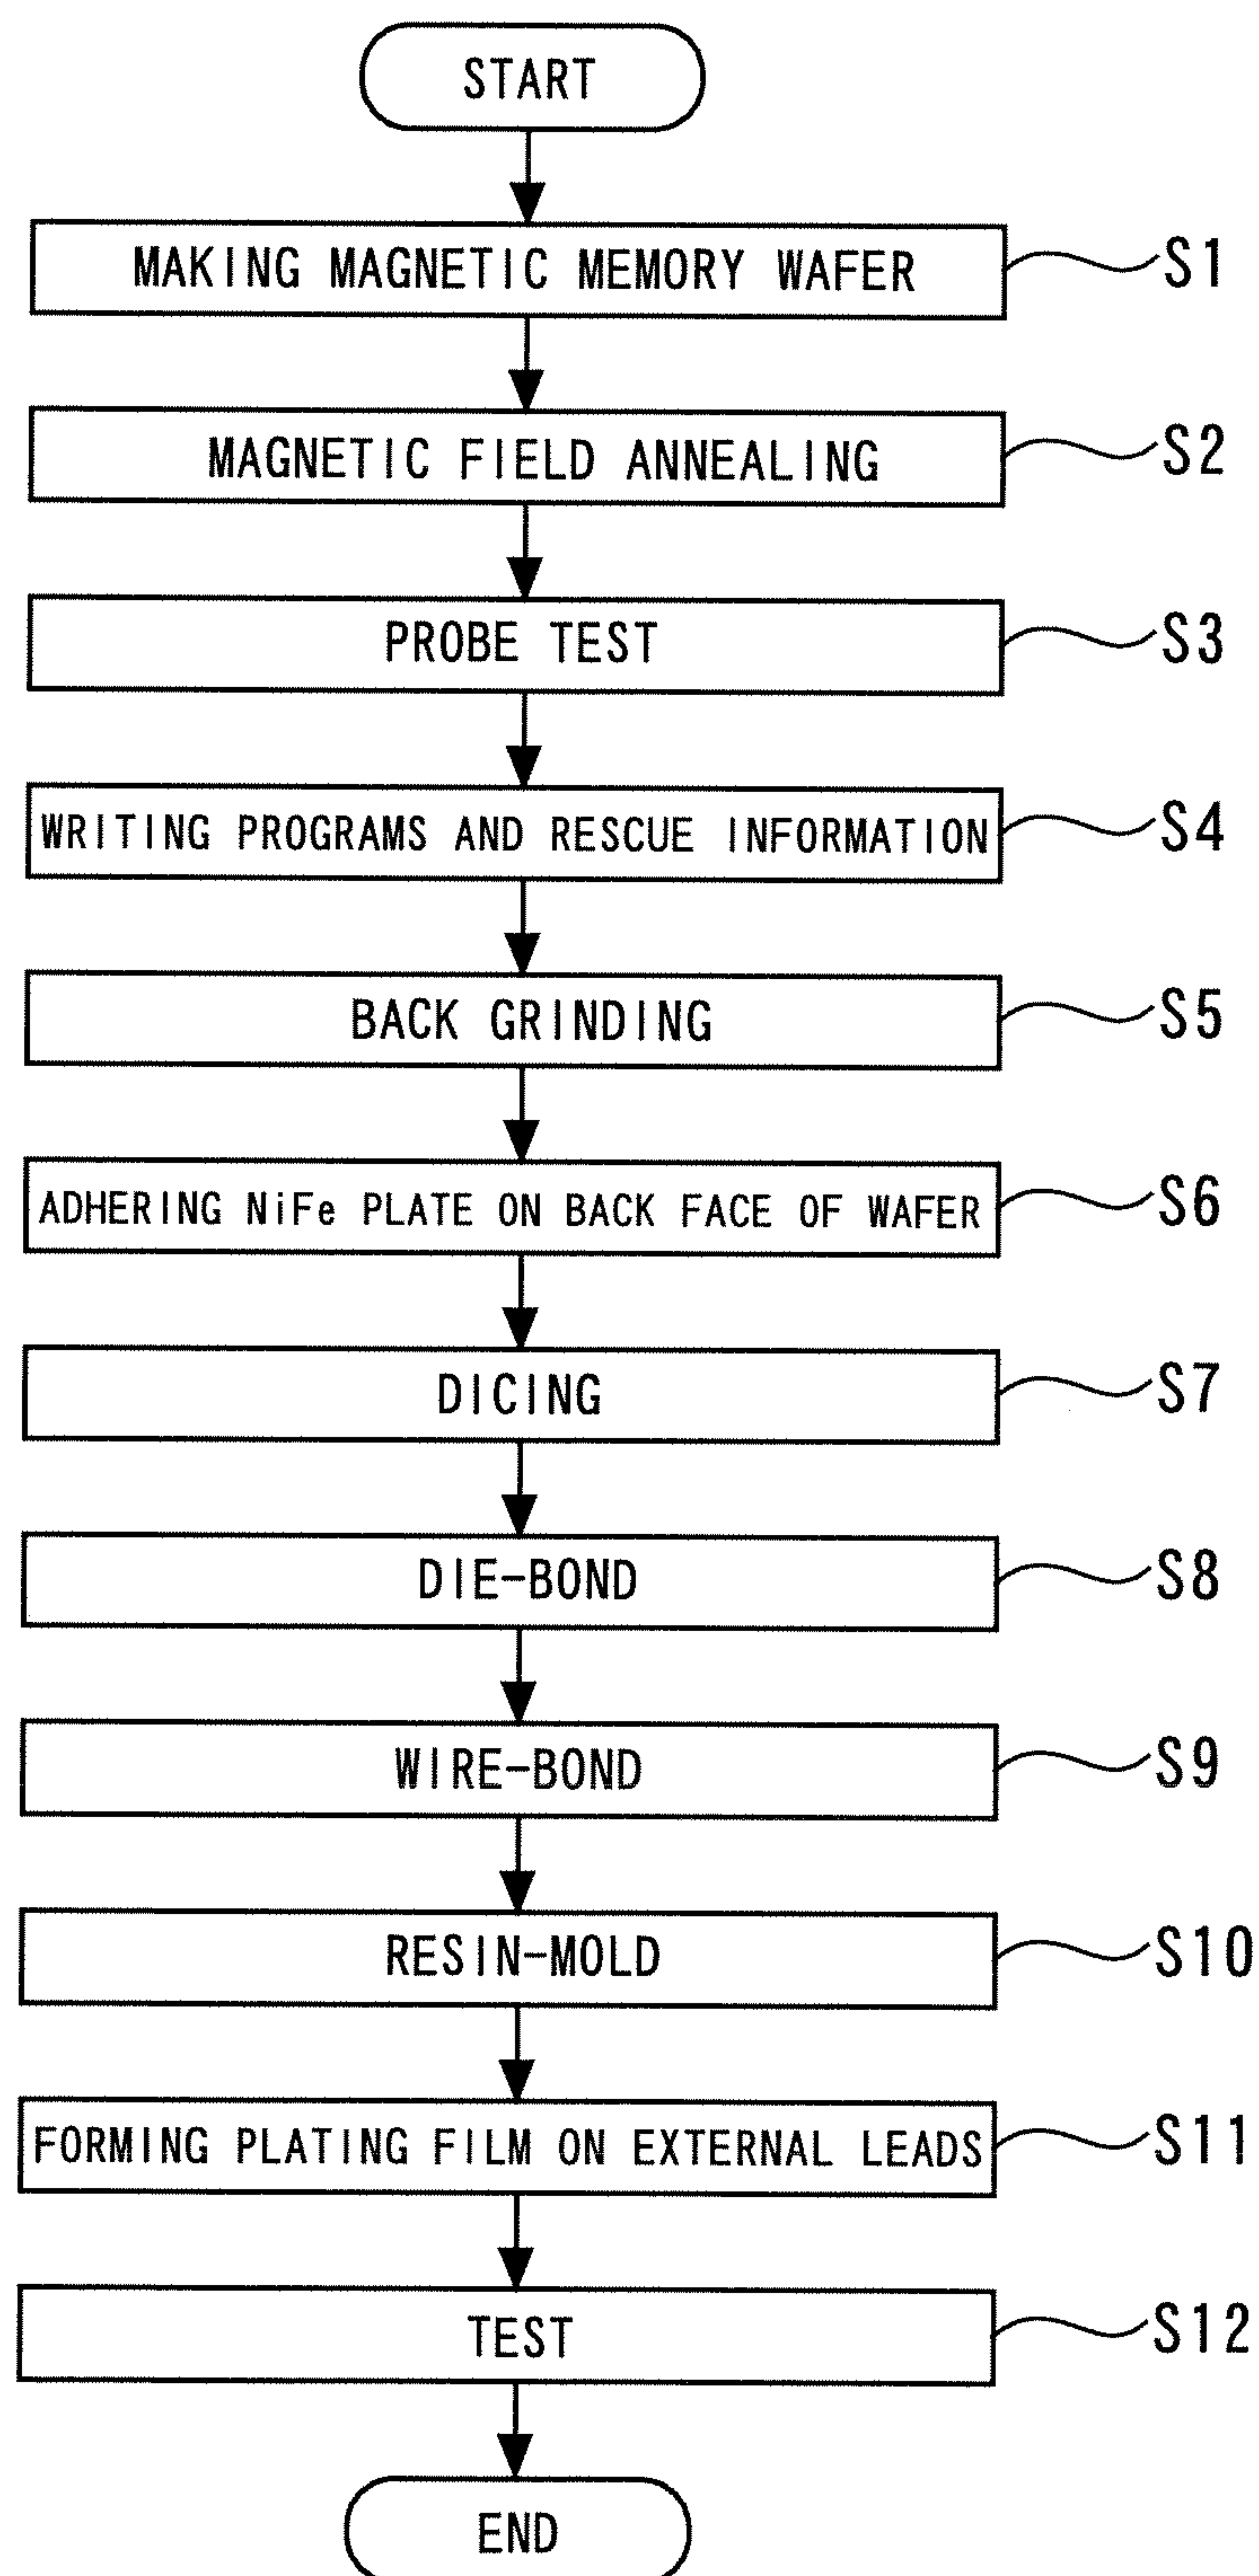 START
MAKING MAGNETIC MEMORY WAFER S1
MAGNETIC FIELD ANNEALING S2
PROBE TEST S3
WRITING PROGRAMS AND RESCUE INFORMATION S4
BACK GRINDING S5
ADHERING NiFe PLATE ON BACK FACE OF WAFER S6
DICING S7
DIE-BOND S8
WIRE-BOND S9
RESIN-MOLD S10
FORMING PLATING FILM ON EXTERNAL LEADS S11
TEST S12
END